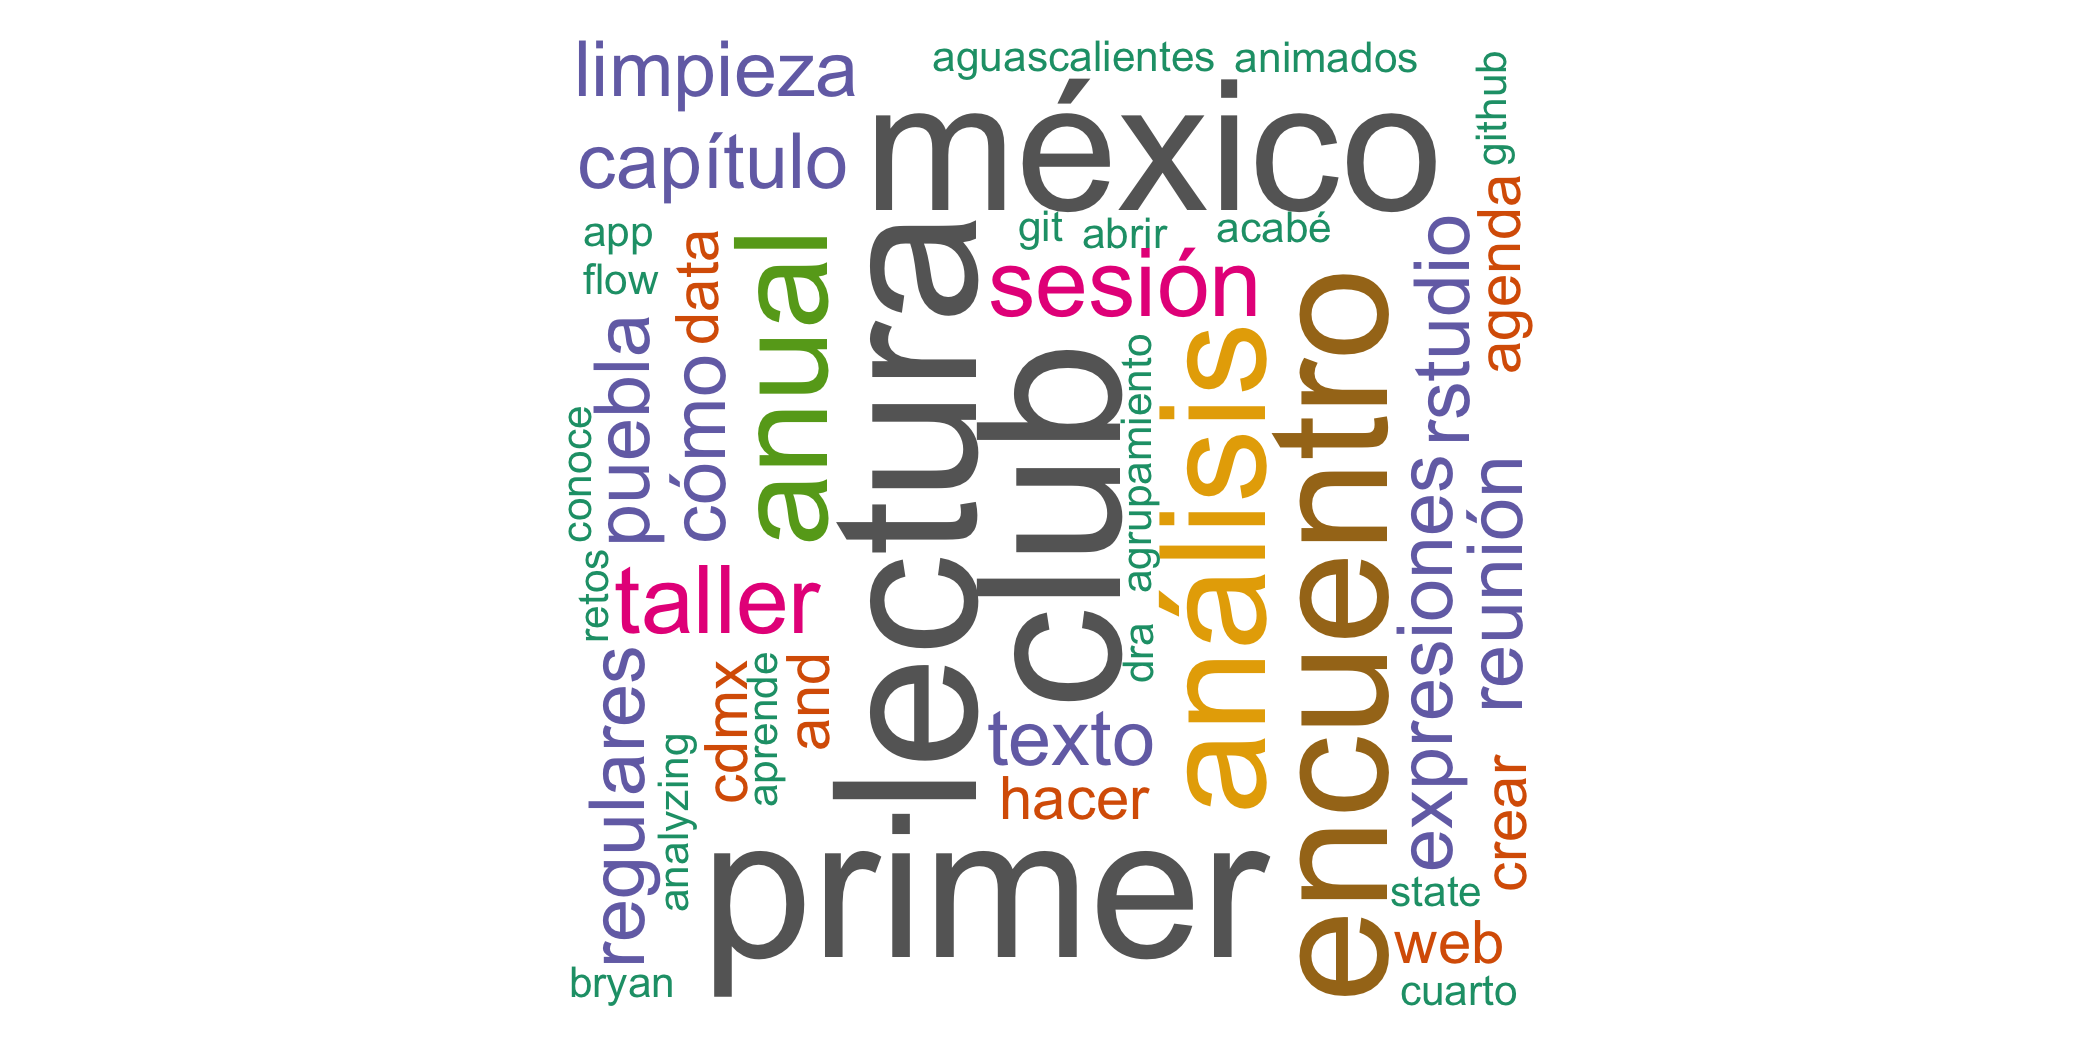 limpieza
aguascalientes
animados
github
capítulo
méxico
agenda
app
data
anual
lectura
git
abrir
acabé
rstudio
flow
sesión
encuentro
puebla
cómo
club
agrupamiento
análisis
conoce
expresiones
reunión
retos
taller
dra
regulares
cdmx
aprende
and
texto
analyzing
hacer
crear
primer
state
web
bryan
cuarto